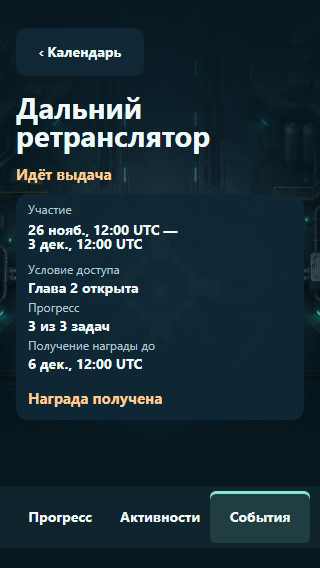 ‹ Календарь
Дальний
ретранслятор
Идёт выдача
Участие
26 нояб., 12:00 UTC —
3 дек., 12:00 UTC
Условие доступа
Глава 2 открыта
Прогресс
3 из 3 задач
Получение награды до
6 дек., 12:00 UTC
Награда получена
Прогресс Активности События